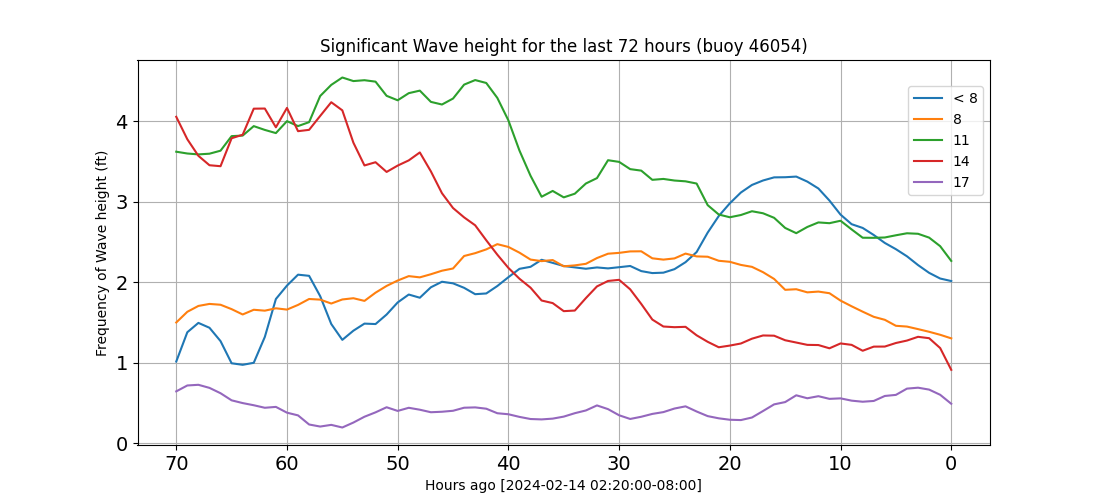 Significant Wave height for the last 72 hours (buoy 46054)
Frequency of Wave height (ft)
4
3
2
1
0
< 8
8
11
14
17
70 60 50 40 30 20 10 0
Hours ago [2024-02-14 02:20:00-08:00]